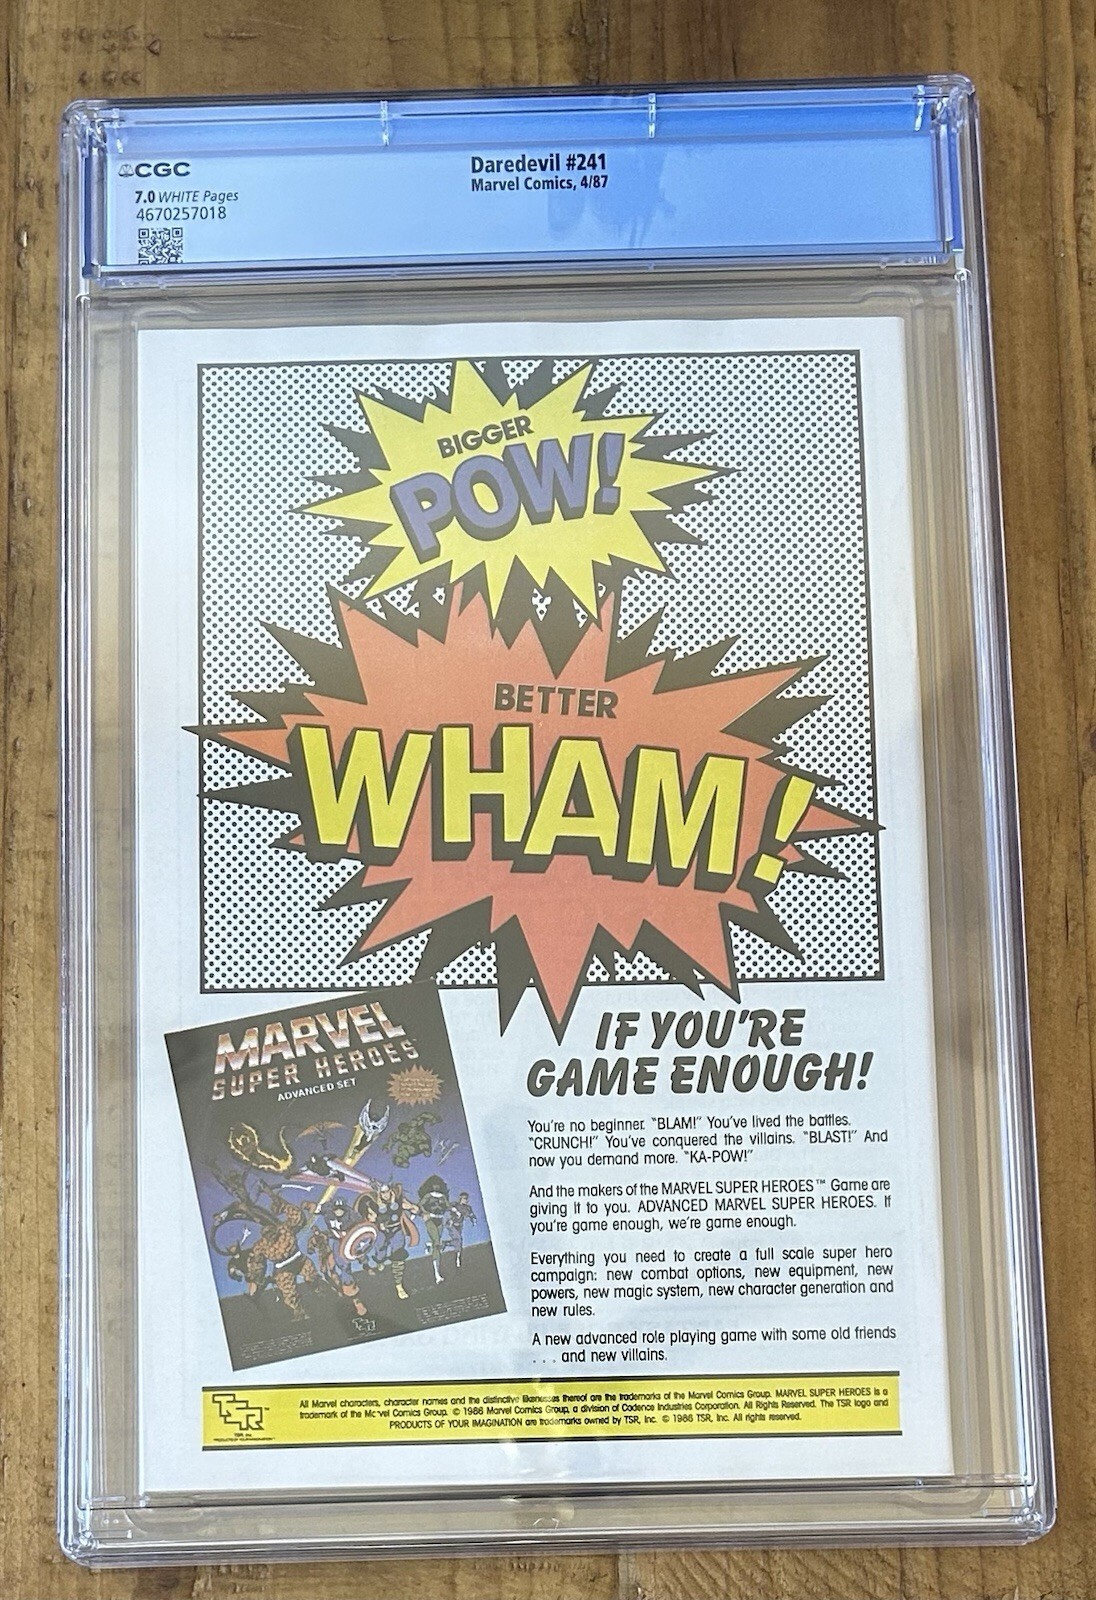 CGC
Daredevil #241
Marvel Comics, 4/87
7.0 WHITE Pages
4670257018
BIGGER
POW!
BETTER
WHAM!
MARVEL
SUPER HEROES
ADVANCED SET
IF YOU'RE
GAME ENOUGH!
You're no beginner. "BLAM!" You've lived the battles.
"CRUNCH!" You've conquered the villains. "BLAST!" And
now you demand more. "KA-POW!"
And the makers of the MARVEL SUPER HEROES™ Game are
giving it to you. ADVANCED MARVEL SUPER HEROES. If
you're game enough, we're game enough.
Everything you need to create a full scale super hero
campaign: new combat options, new equipment, new
powers, new magic system, new character generation and
new rules.
A new advanced role playing game with some old friends
. . . and new villains.
TSR™
TSR, Inc.
PRODUCTS OF YOUR IMAGINATION™
All Marvel characters, character names and the distinctive likenesses thereof are the trademarks of the Marvel Comics Group. MARVEL SUPER HEROES is a
trademark of the Marvel Comics Group. © 1986 Marvel Comics Group, a division of Cadence Industries Corporation. All Rights Reserved. The TSR logo and
PRODUCTS OF YOUR IMAGINATION are trademarks owned by TSR, Inc. © 1986 TSR, Inc. All rights reserved.